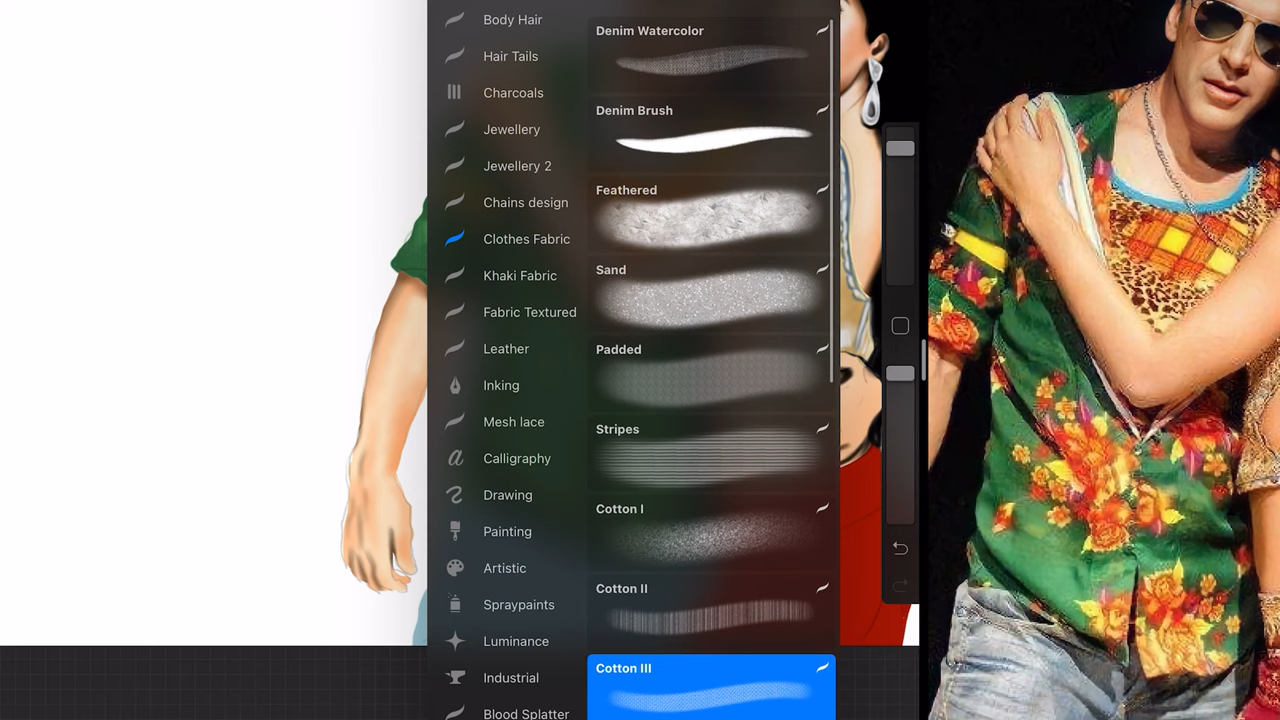 Body Hair
Hair Tails
Charcoals
Jewellery
Jewellery 2
Chains design
Clothes Fabric
Khaki Fabric
Fabric Textured
Leather
Inking
Mesh lace
Calligraphy
Drawing
Painting
Artistic
Spraypaints
Luminance
Industrial
Blood Splatter
Denim Watercolor
Denim Brush
Feathered
Sand
Padded
Stripes
Cotton I
Cotton II
Cotton III